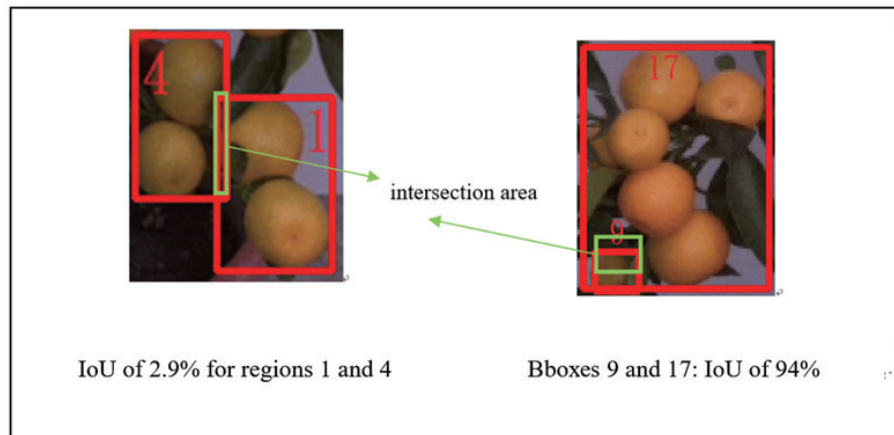 4
1
17
9
intersection area
IoU of 2.9% for regions 1 and 4
Bboxes 9 and 17: IoU of 94%